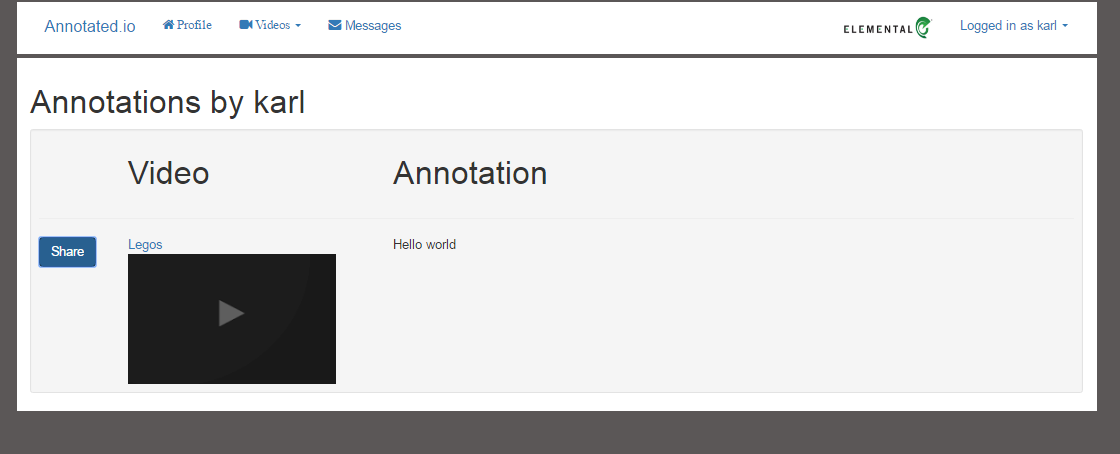 Annotated.io Profile Videos Messages ELEMENTAL Logged in as karl
Annotations by karl
Video Annotation
Share Legos Hello world